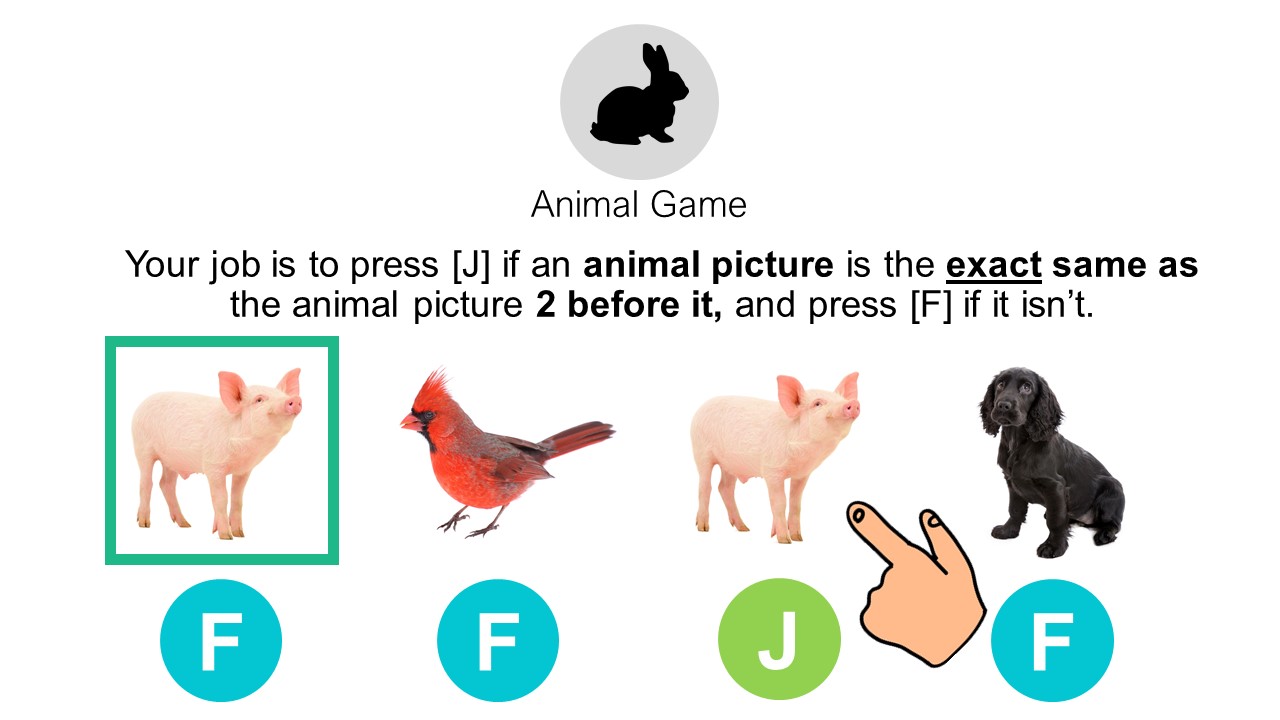 Animal Game
Your job is to press [J] if an animal picture is the exact same as
the animal picture 2 before it, and press [F] if it isn’t.
F F J F